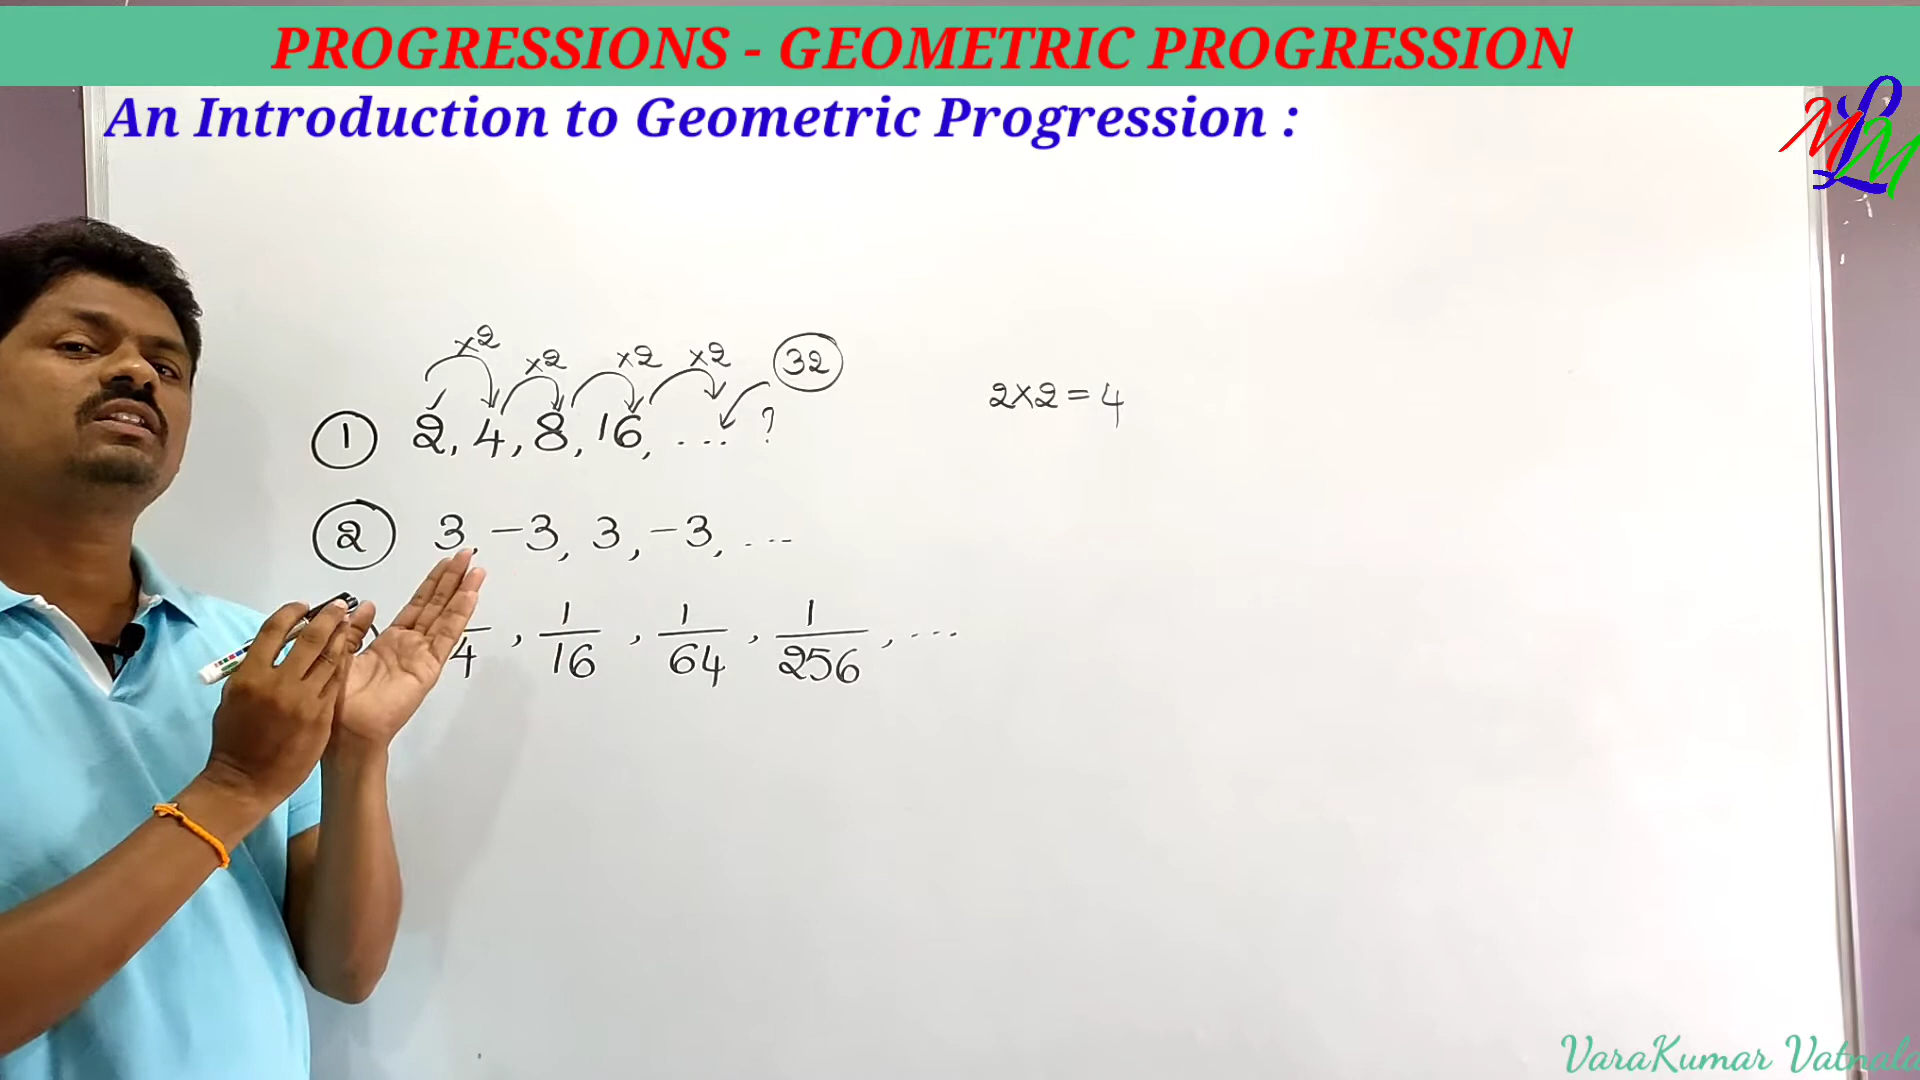 PROGRESSIONS - GEOMETRIC PROGRESSION
An Introduction to Geometric Progression :
MLM
×2 ×2 ×2 ×2 32
1 2, 4, 8, 16, ... ?
2×2 = 4
2 3, -3, 3, -3, ...
4, 1/16, 1/64, 1/256, ...
VaraKumar